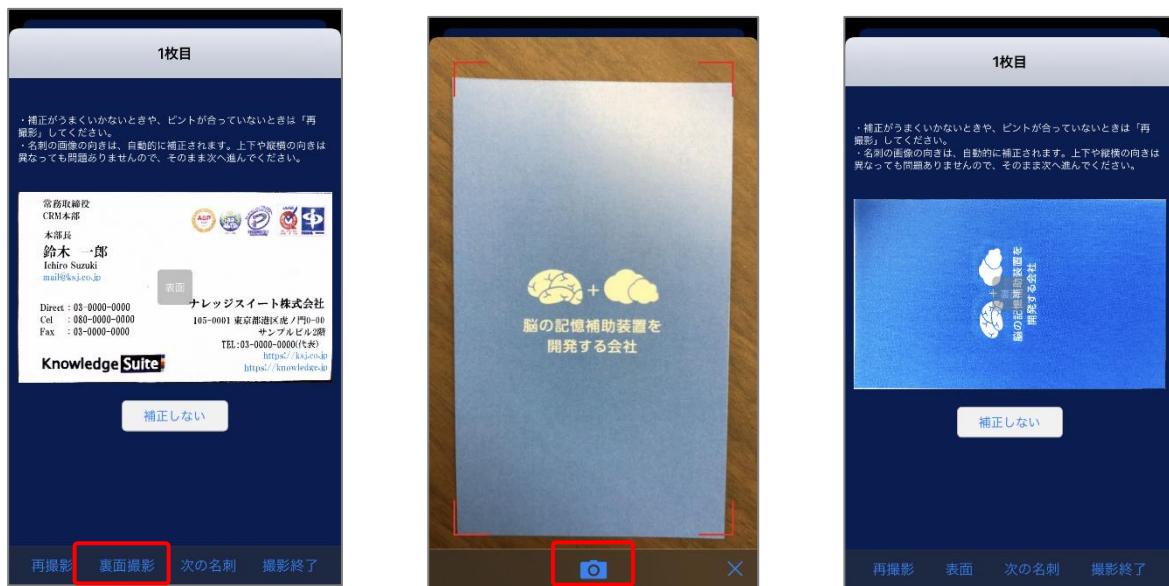 1枚目
・補正がうまくいかないときや、ピントが合っていないときは「再
撮影」してください。
・名刺の画像の向きは、自動的に補正されます。上下や縦横の向きは
異なっても問題ありませんので、そのまま次へ進んでください。
常務取締役
CRM本部
本部長
鈴木 一郎
Ichiro Suzuki
mail@ksj.co.jp
表面
Direct : 03-0000-0000
Cel : 080-0000-0000
Fax : 03-0000-0000
ナレッジスイート株式会社
105-0001 東京都港区虎ノ門0-00
サンプルビル2階
TEL:03-0000-0000(代表)
https://ksj.co.jp
https://knowledge.jp
Knowledge Suite
補正しない
再撮影 裏面撮影 次の名刺 撮影終了
脳の記憶補助装置を
開発する会社
1枚目
・補正がうまくいかないときや、ピントが合っていないときは「再
撮影」してください。
・名刺の画像の向きは、自動的に補正されます。上下や縦横の向きは
異なっても問題ありませんので、そのまま次へ進んでください。
脳の記憶補助装置を
開発する会社
補正しない
再撮影 表面 次の名刺 撮影終了